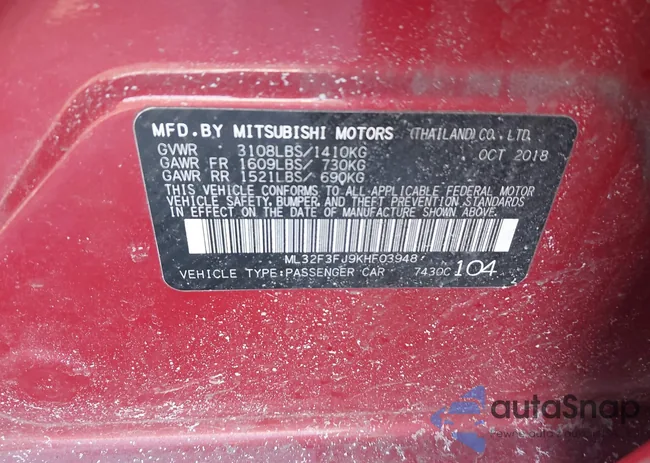 MFD.BY MITSUBISHI MOTORS (THAILAND) CO., LTD.
GVWR 3108LBS/1410KG OCT 2018
GAWR FR 1609LBS/ 730KG
GAWR RR 1521LBS/ 690KG
THIS VEHICLE CONFORMS TO ALL APPLICABLE FEDERAL MOTOR
VEHICLE SAFETY, BUMPER, AND THEFT PREVENTION STANDARDS
IN EFFECT ON THE DATE OF MANUFACTURE SHOWN ABOVE.
ML32F3FJ9KHF03948
VEHICLE TYPE:PASSENGER CAR 7430C 104
autoSnap